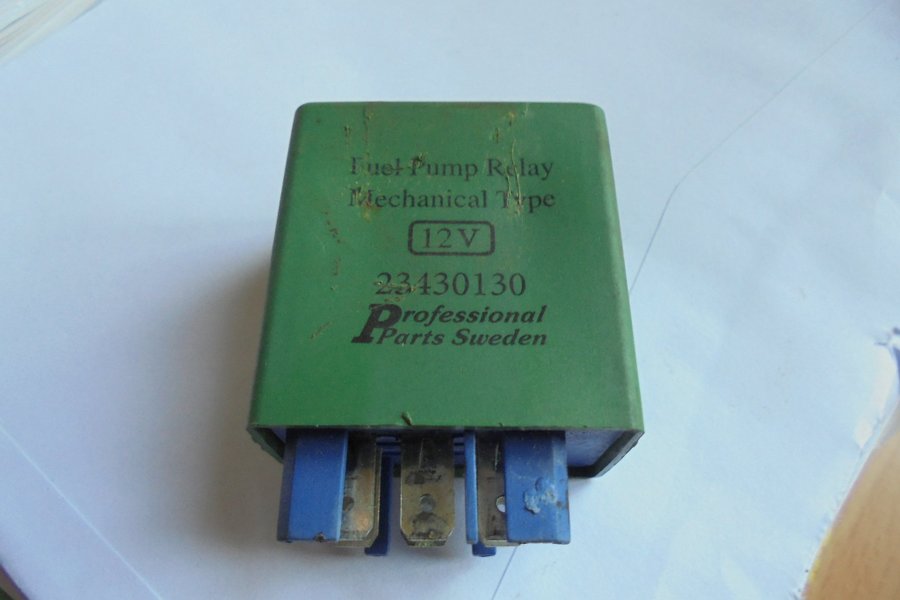 Fuel Pump Relay
Mechanical Type
12V
23430130
Professional
Parts Sweden